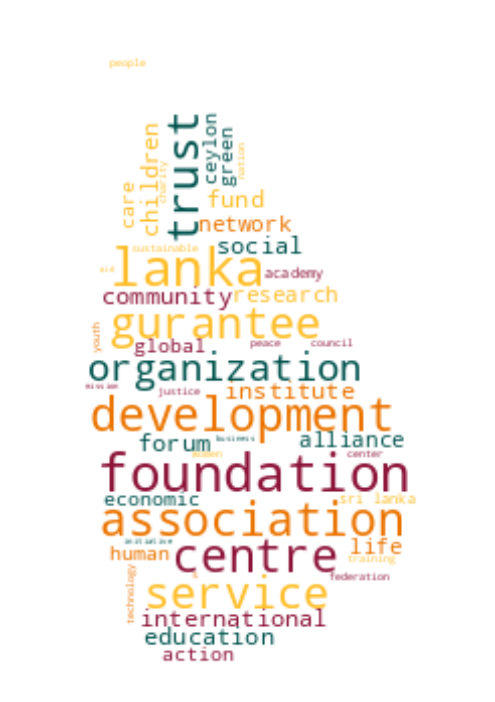 people
trust
ceylon
green
nation
children
charity
care
fund
network
social
sustainable
lanka
aid
academy
community
research
gurantee
youth
global
peace
council
organization
mission
justice
institute
development
forum
business
alliance
women
center
foundation
economic
sri lanka
association
initiative
human
centre
life
training
federation
technology
service
international
education
action